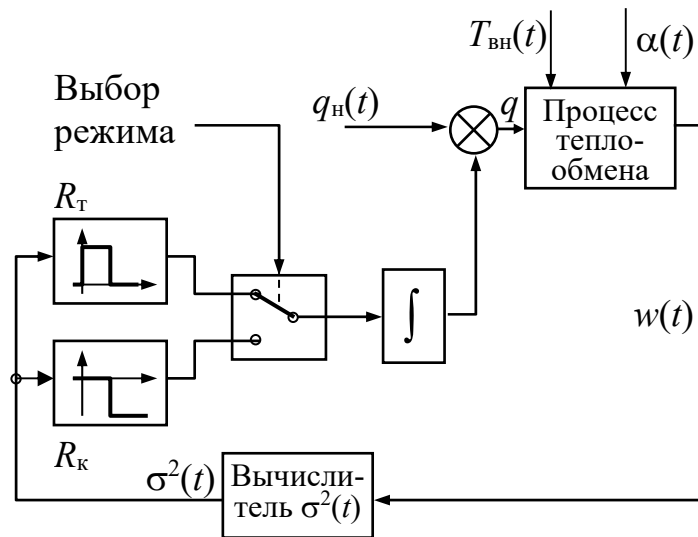 T_вн(t)
α(t)
Выбор
режима
q_н(t)
q
Процесс
тепло-
обмена
R_т
∫
w(t)
R_к
σ²(t)
Вычисли-
тель σ²(t)